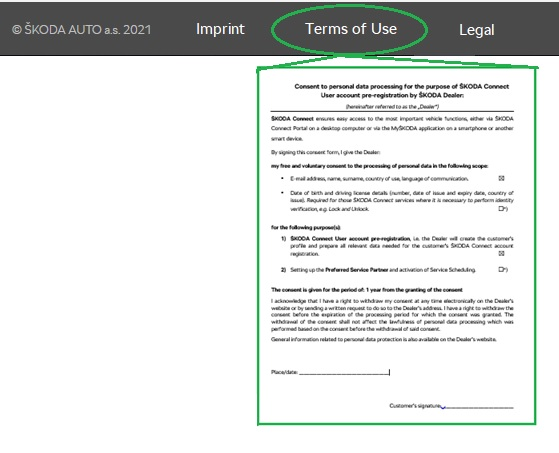 © ŠKODA AUTO a.s. 2021 Imprint Terms of Use Legal
Consent to personal data processing for the purpose of ŠKODA Connect
User account pre-registration by ŠKODA Dealer:
(hereinafter referred to as the „Dealer“)
ŠKODA Connect ensures easy access to the most important vehicle functions, either via ŠKODA
Connect Portal on a desktop computer or via the MyŠKODA application on a smartphone or another
smart device.
By signing this consent form, I give the Dealer:
my free and voluntary consent to the processing of personal data in the following scope:
• E-mail address, name, surname, country of use, language of communication. ☒
• Date of birth and driving license details (number, date of issue and expiry date, country of
issue). Required for those ŠKODA Connect services where it is necessary to perform identity
verification, e.g. Lock and Unlock. ☐*)
for the following purpose(s):
1) ŠKODA Connect User account pre-registration, i.e. the Dealer will create the customer's
profile and prepare all relevant data needed for the customer's ŠKODA Connect account
registration. ☒
2) Setting up the Preferred Service Partner and activation of Service Scheduling. ☐*)
The consent is given for the period of: 1 year from the granting of the consent
I acknowledge that I have a right to withdraw my consent at any time electronically on the Dealer's
website or by sending a written request to do so to the Dealer's address. I have a right to withdraw the
consent before the expiration of the processing period for which the consent was granted. The
withdrawal of the consent shall not affect the lawfulness of personal data processing which was
performed based on the consent before the withdrawal of said consent.
General information related to personal data protection is also available on the Dealer's website.
Place/date:
Customer's signature: